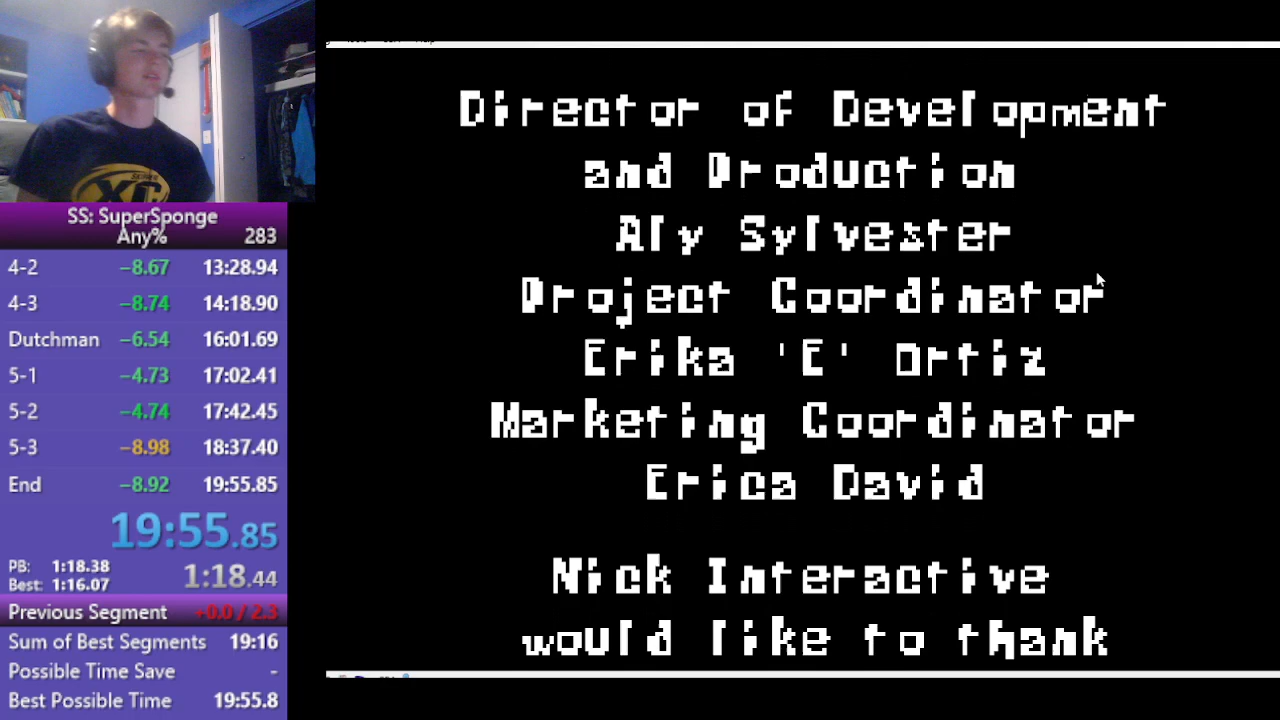 SS: SuperSponge
Any% 283
4-2 −8.67 13:28.94
4-3 −8.74 14:18.90
Dutchman −6.54 16:01.69
5-1 −4.73 17:02.41
5-2 −4.74 17:42.45
5-3 −8.98 18:37.40
End −8.92 19:55.85
19:55.85
PB: 1:18.38
Best: 1:16.07
1:18.44
Previous Segment +0.0 / 2.3
Sum of Best Segments 19:16
Possible Time Save -
Best Possible Time 19:55.8
XC
Director of Development
and Production
Aly Sylvester
Project Coordinator
Erika 'E' Ortiz
Marketing Coordinator
Erica David
Nick Interactive
would like to thank